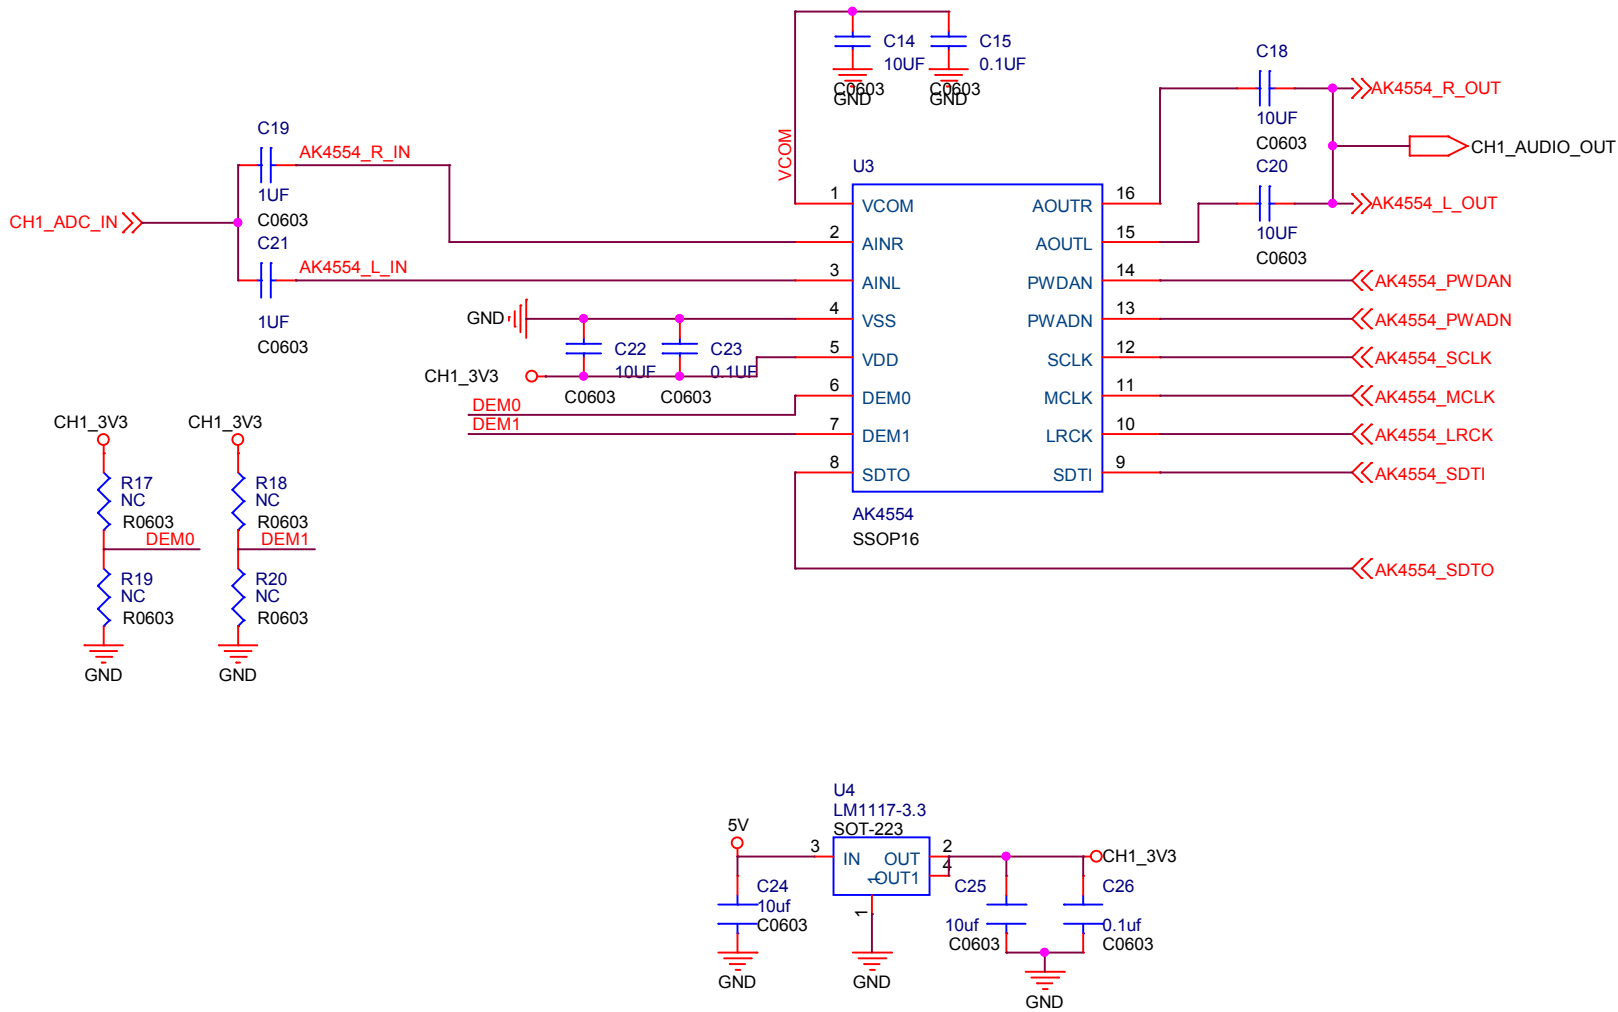 C14
10UF
C0603
GND
C15
0.1UF
C0603
GND
C18
10UF
C0603
AK4554_R_OUT
CH1_AUDIO_OUT
C20
10UF
C0603
AK4554_L_OUT
C19
AK4554_R_IN
1UF
C0603
CH1_ADC_IN
C21
AK4554_L_IN
1UF
C0603
VCOM
U3
1 VCOM
2 AINR
3 AINL
4 VSS
5 VDD
6 DEM0
7 DEM1
8 SDTO
AOUTR 16
AOUTL 15
PWDAN 14
PWADN 13
SCLK 12
MCLK 11
LRCK 10
SDTI 9
AK4554
SSOP16
AK4554_PWDAN
AK4554_PWADN
AK4554_SCLK
AK4554_MCLK
AK4554_LRCK
AK4554_SDTI
AK4554_SDTO
GND
C22
10UF
C0603
C23
0.1UF
C0603
CH1_3V3
DEM0
DEM1
CH1_3V3
R17
NC
R0603
DEM0
R19
NC
R0603
GND
CH1_3V3
R18
NC
R0603
DEM1
R20
NC
R0603
GND
U4
LM1117-3.3
SOT-223
5V
3 IN
OUT 2
OUT1 4
1
1
CH1_3V3
C24
10uf
C0603
GND
GND
C25
10uf
C0603
C26
0.1uf
C0603
GND